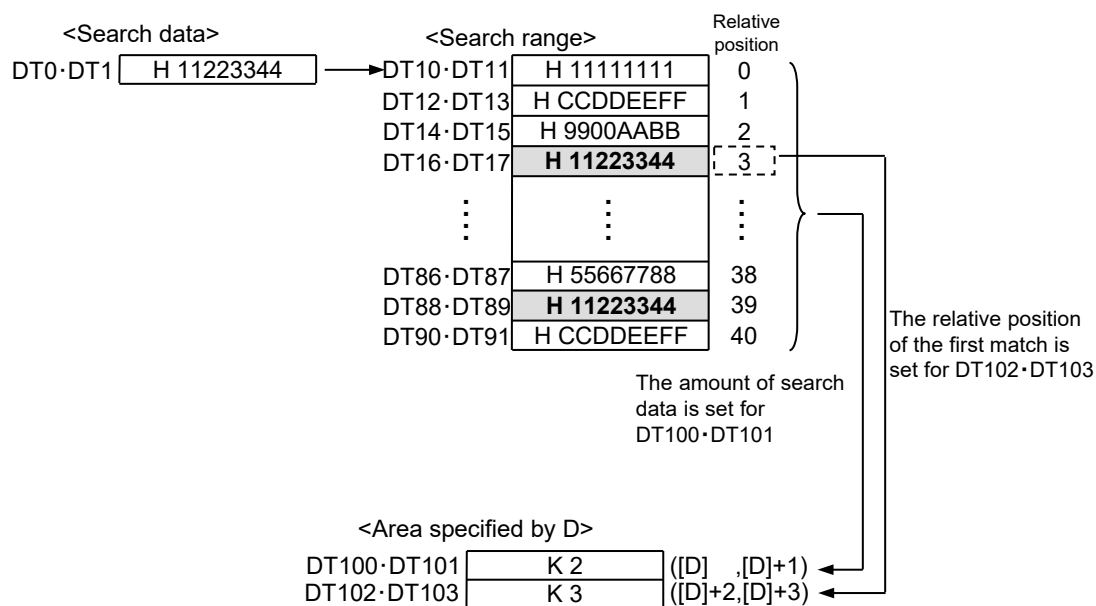 <Search data>
DT0·DT1 H 11223344
<Search range>
Relative
position
DT10·DT11 H 11111111 0
DT12·DT13 H CCDDEEFF 1
DT14·DT15 H 9900AABB 2
DT16·DT17 H 11223344 3
DT86·DT87 H 55667788 38
DT88·DT89 H 11223344 39
DT90·DT91 H CCDDEEFF 40
The relative position
of the first match is
set for DT102·DT103
The amount of search
data is set for
DT100·DT101
<Area specified by D>
DT100·DT101 K 2 ([D] ,[D]+1)
DT102·DT103 K 3 ([D]+2,[D]+3)